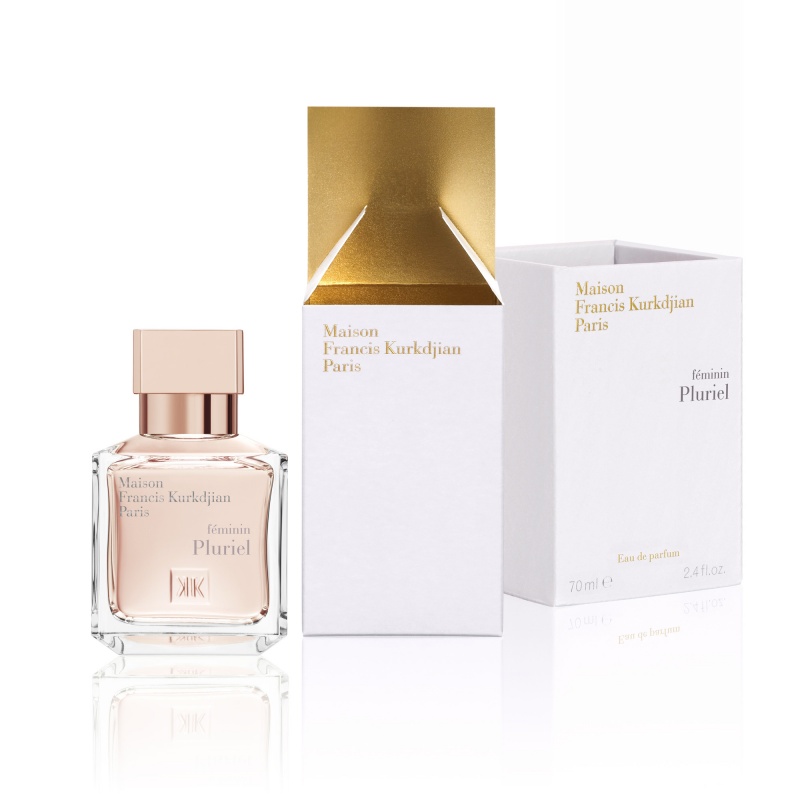 Maison
Francis Kurkdjian
Paris
féminin
Pluriel
Maison
Francis Kurkdjian
Paris
Maison
Francis Kurkdjian
Paris
féminin
Pluriel
Eau de parfum
70 ml ℮ 2.4 fl.oz.